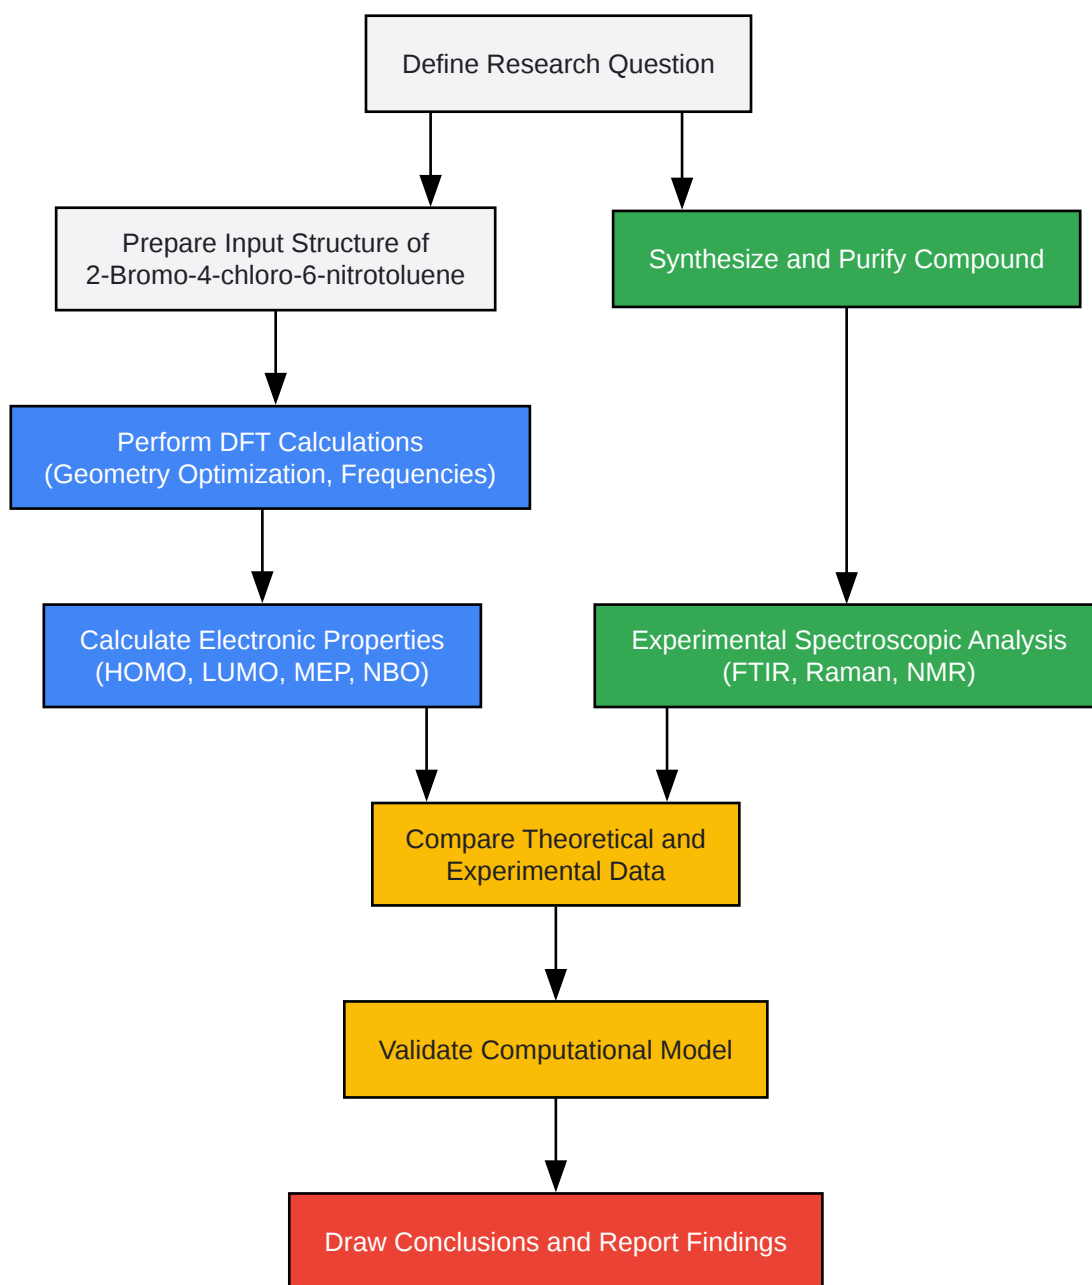 Define Research Question
Prepare Input Structure of
2-Bromo-4-chloro-6-nitrotoluene
Synthesize and Purify Compound
Perform DFT Calculations
(Geometry Optimization, Frequencies)
Calculate Electronic Properties
(HOMO, LUMO, MEP, NBO)
Experimental Spectroscopic Analysis
(FTIR, Raman, NMR)
Compare Theoretical and
Experimental Data
Validate Computational Model
Draw Conclusions and Report Findings